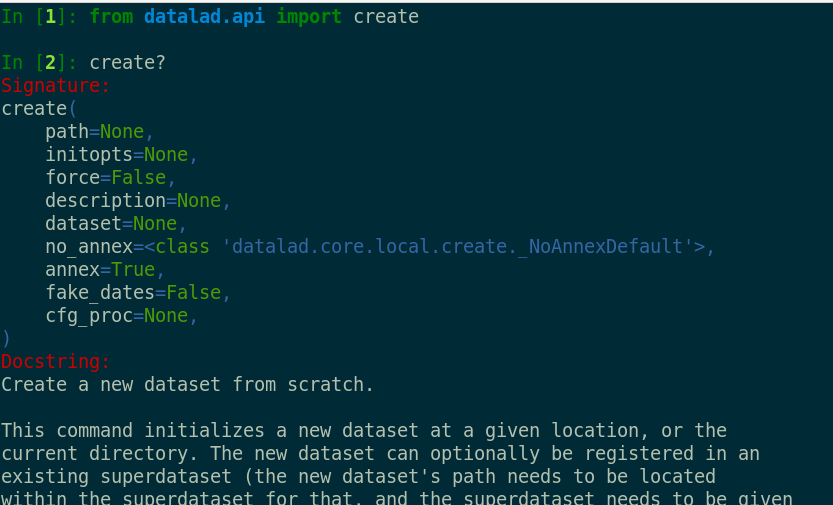 In [1]: from datalad.api import create
In [2]: create?
Signature:
create(
    path=None,
    initopts=None,
    force=False,
    description=None,
    dataset=None,
    no_annex=<class 'datalad.core.local.create._NoAnnexDefault'>,
    annex=True,
    fake_dates=False,
    cfg_proc=None,
)
Docstring:
Create a new dataset from scratch.
This command initializes a new dataset at a given location, or the
current directory. The new dataset can optionally be registered in an
existing superdataset (the new dataset's path needs to be located
within the superdataset for that, and the superdataset needs to be given